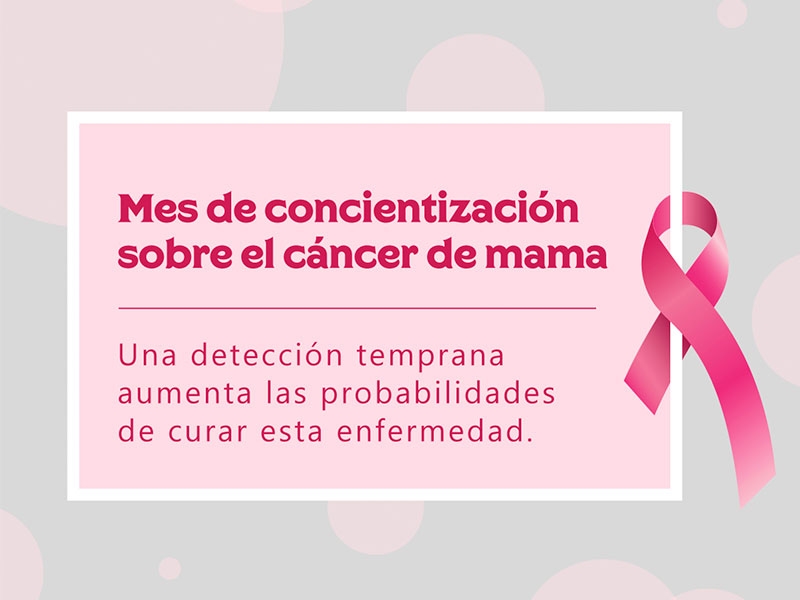 Mes de concientización
sobre el cáncer de mama
Una detección temprana
aumenta las probabilidades
de curar esta enfermedad.